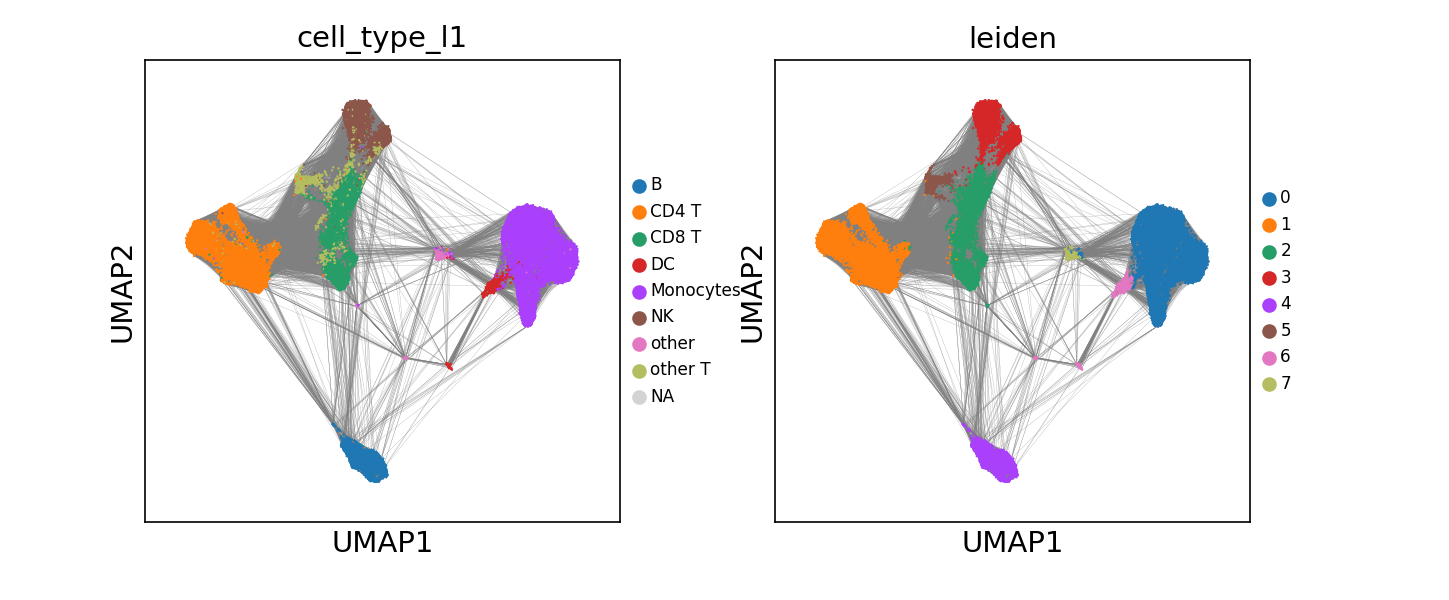 cell_type_l1
UMAP2
UMAP1
B
CD4 T
CD8 T
DC
Monocytes
NK
other
other T
NA
leiden
UMAP2
UMAP1
0
1
2
3
4
5
6
7